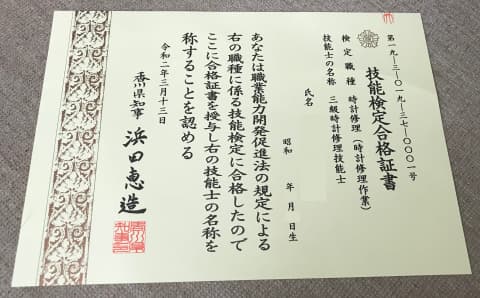 第一九―三―〇一九―三七―〇〇〇一号
技能検定合格証書
検定職種 時計修理(時計修理作業)
技能士の名称 三級時計修理技能士
氏名
昭和 年 月 日生
あなたは職業能力開発促進法の規定による
右の職種に係る技能検定に合格したので
ここに合格証書を授与し右の技能士の名称を
称することを認める
令和二年三月十三日
香川県知事 浜田恵造